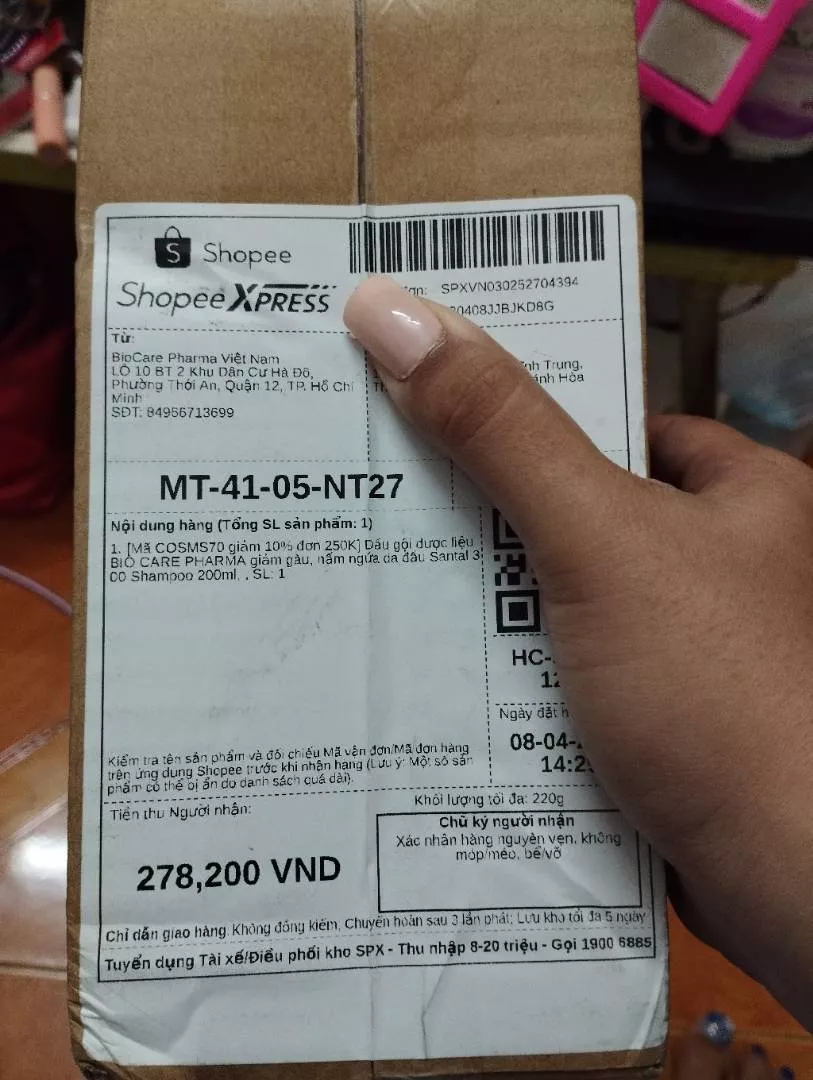 Shopee
Shopee XPRESS
SPXVN030252704394
Từ:
BioCare Pharma Việt Nam
LÔ 10 BT 2 Khu Dân Cư Hà Đô,
Phường Thới An, Quận 12, TP. Hồ Chí
Minh
SĐT: 84956713699
Trung,
Hòa
MT-41-05-NT27
Nội dung hàng (Tổng SL sản phẩm: 1)
1. [Mã COSMS70 giảm 10% đơn 250K] Dầu gội dược liệu
BIO CARE PHARMA giảm gàu, nấm ngứa da đầu Santal 3
00 Shampoo 200ml, , SL: 1
HC-
Ngày đặt
08-04-
14:2
Kiểm tra tên sản phẩm và đối chiếu Mã vận đơn/Mã đơn hàng
trên ứng dụng Shopee trước khi nhận hàng (Lưu ý: Một số sản
phẩm có thể bị ẩn do danh sách quá dài).
Tiền thu Người nhận:
278,200 VND
Khối lượng tối đa: 220g
Chữ ký người nhận
Xác nhận hàng nguyên vẹn, không
móp/méo, bể/vỡ
Chỉ dẫn giao hàng: Không đồng kiểm, Chuyển hoàn sau 3 lần phát; Lưu kho tối đa 5 ngày
Tuyển dụng Tài xế/Điều phối kho SPX - Thu nhập 8-20 triệu - Gọi 1900 6885